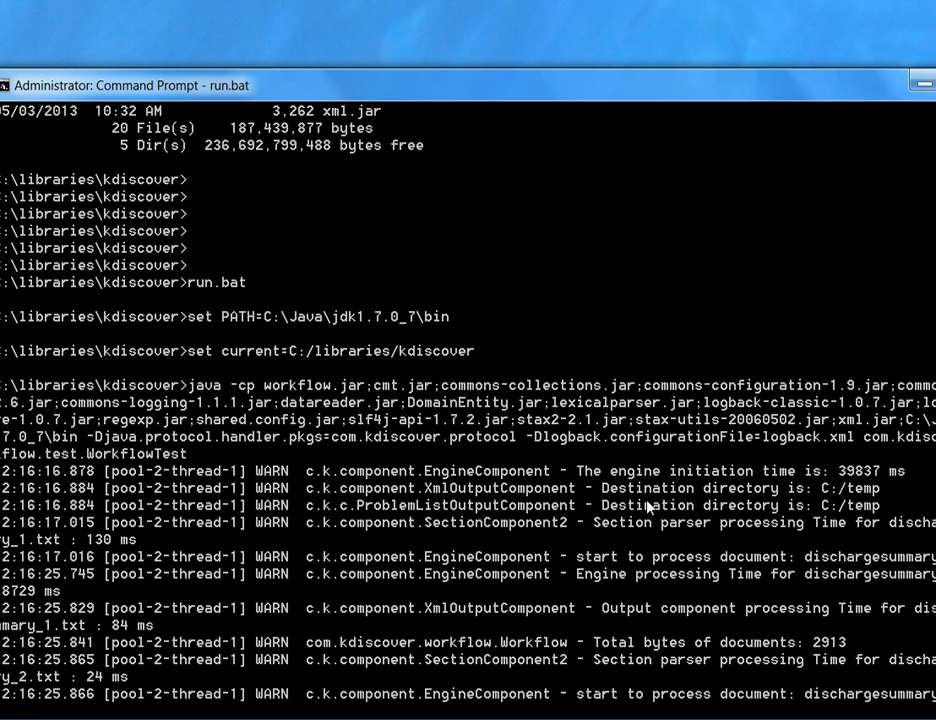 Administrator: Command Prompt - run.bat
05/03/2013  10:32 AM             3,262 xml.jar
20 File(s)    187,439,877 bytes
5 Dir(s)  236,692,799,488 bytes free
:\libraries\kdiscover>
:\libraries\kdiscover>
:\libraries\kdiscover>
:\libraries\kdiscover>
:\libraries\kdiscover>
:\libraries\kdiscover>
:\libraries\kdiscover>run.bat
:\libraries\kdiscover>set PATH=C:\Java\jdk1.7.0_7\bin
:\libraries\kdiscover>set current=C:/libraries/kdiscover
:\libraries\kdiscover>java -cp workflow.jar;cmt.jar;commons-collections.jar;commons-configuration-1.9.jar;commo
2.6.jar;commons-logging-1.1.1.jar;datareader.jar;DomainEntity.jar;lexicalparser.jar;logback-classic-1.0.7.jar;lo
re-1.0.7.jar;regexp.jar;shared.config.jar;slf4j-api-1.7.2.jar;stax2-2.1.jar;stax-utils-20060502.jar;xml.jar;C:\J
7.0_7\bin -Djava.protocol.handler.pkgs=com.kdiscover.protocol -Dlogback.configurationFile=logback.xml com.kdisc
flow.test.WorkflowTest
2:16:16.878 [pool-2-thread-1] WARN  c.k.component.EngineComponent - The engine initiation time is: 39837 ms
2:16:16.884 [pool-2-thread-1] WARN  c.k.component.XmlOutputComponent - Destination directory is: C:/temp
2:16:16.884 [pool-2-thread-1] WARN  c.k.c.ProblemListOutputComponent - Destination directory is: C:/temp
2:16:17.015 [pool-2-thread-1] WARN  c.k.component.SectionComponent2 - Section parser processing Time for discha
ry_1.txt : 130 ms
2:16:17.016 [pool-2-thread-1] WARN  c.k.component.EngineComponent - start to process document: dischargesummary
2:16:25.745 [pool-2-thread-1] WARN  c.k.component.EngineComponent - Engine processing Time for dischargesummary
8729 ms
2:16:25.829 [pool-2-thread-1] WARN  c.k.component.XmlOutputComponent - Output component processing Time for dis
mmary_1.txt : 84 ms
2:16:25.841 [pool-2-thread-1] WARN  com.kdiscover.workflow.Workflow - Total bytes of documents: 2913
2:16:25.865 [pool-2-thread-1] WARN  c.k.component.SectionComponent2 - Section parser processing Time for discha
ry_2.txt : 24 ms
2:16:25.866 [pool-2-thread-1] WARN  c.k.component.EngineComponent - start to process document: dischargesummary